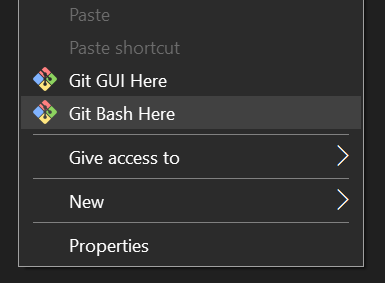 Paste
Paste shortcut
Git GUI Here
Git Bash Here
Give access to
New
Properties